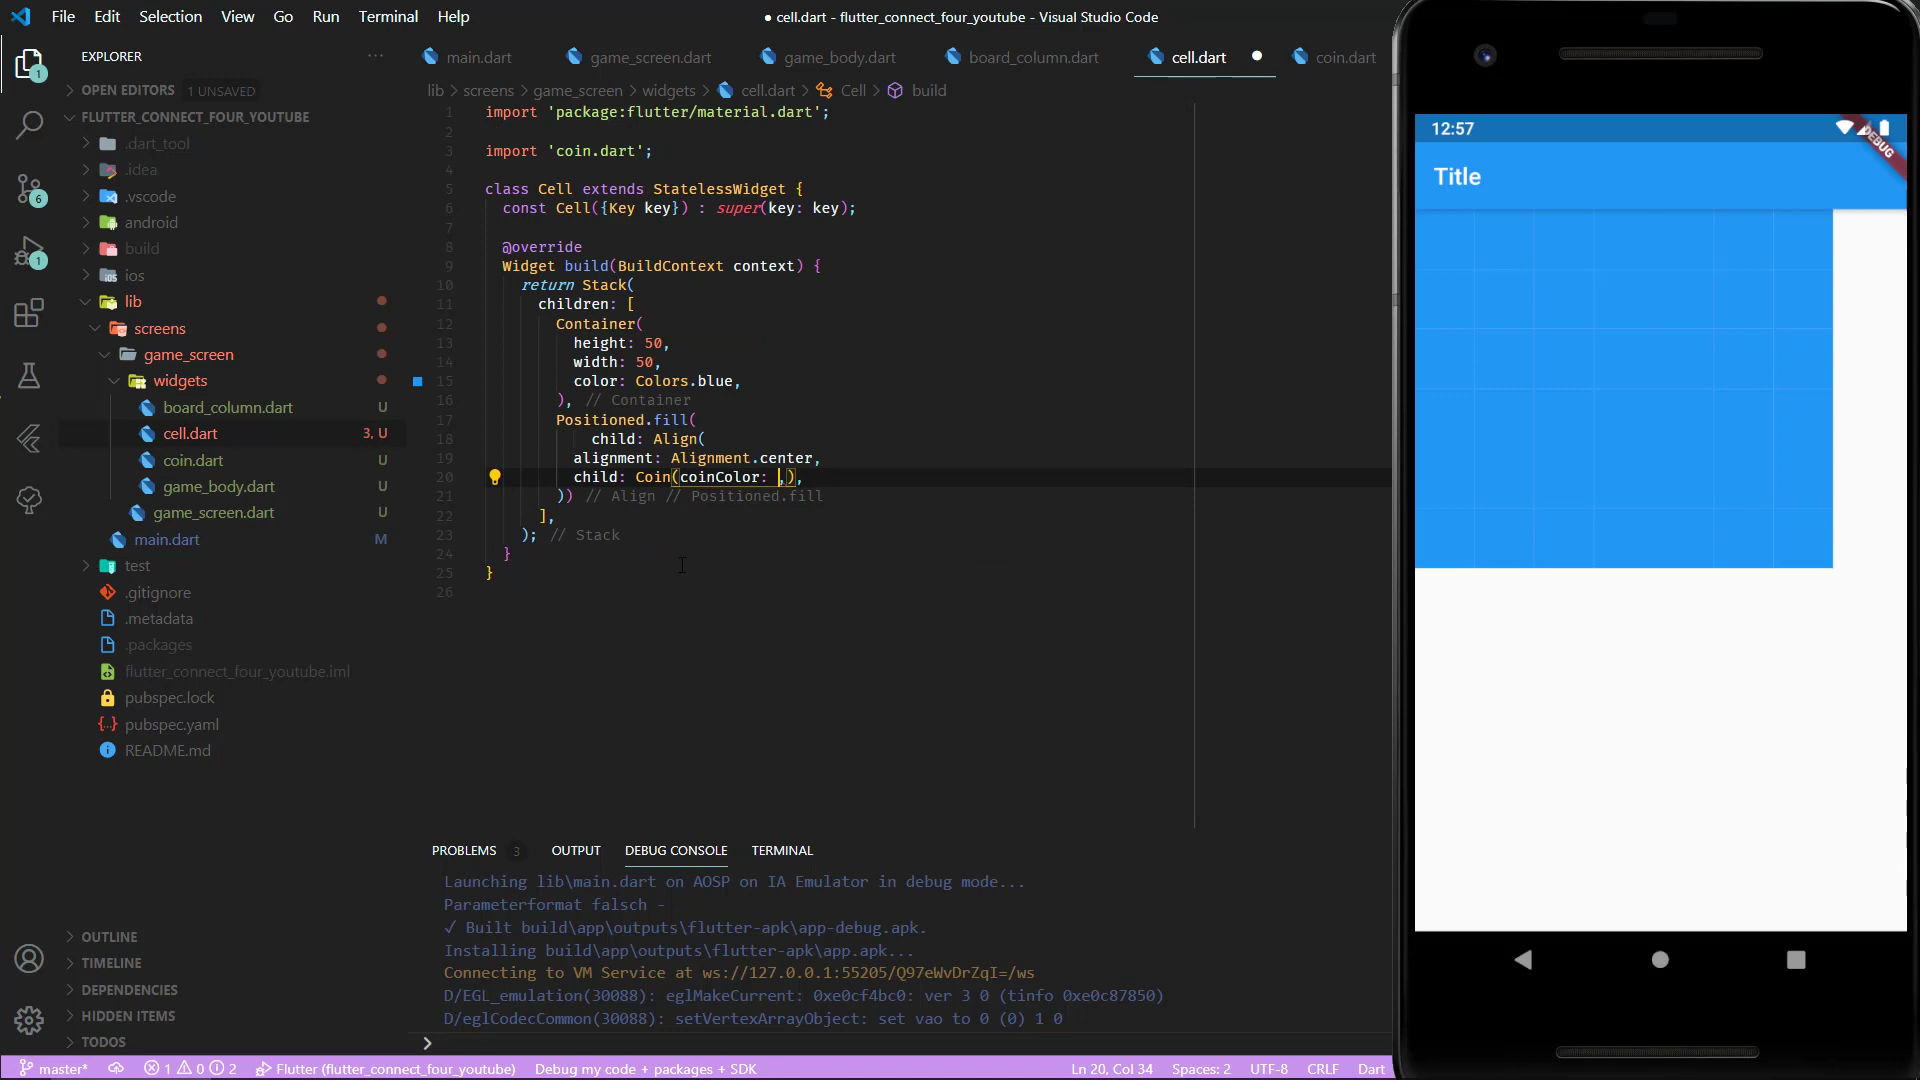 File Edit Selection View Go Run Terminal Help
● cell.dart - flutter_connect_four_youtube - Visual Studio Code
EXPLORER ···
main.dart
game_screen.dart
game_body.dart
board_column.dart
cell.dart
coin.dart
OPEN EDITORS 1 UNSAVED
lib > screens > game_screen > widgets > cell.dart > Cell > build
FLUTTER_CONNECT_FOUR_YOUTUBE
.dart_tool
.idea
.vscode
android
build
ios
lib
screens
game_screen
widgets
board_column.dart U
cell.dart 3, U
coin.dart U
game_body.dart U
game_screen.dart U
main.dart M
test
.gitignore
.metadata
.packages
flutter_connect_four_youtube.iml
pubspec.lock
pubspec.yaml
README.md
OUTLINE
TIMELINE
DEPENDENCIES
HIDDEN ITEMS
TODOS
1
6
1
1 import 'package:flutter/material.dart';
2
3 import 'coin.dart';
4
5 class Cell extends StatelessWidget {
6 const Cell({Key key}) : super(key: key);
7
8 @override
9 Widget build(BuildContext context) {
10 return Stack(
11 children: [
12 Container(
13 height: 50,
14 width: 50,
15 color: Colors.blue,
16 ), // Container
17 Positioned.fill(
18 child: Align(
19 alignment: Alignment.center,
20 child: Coin(coinColor: ,),
21 )) // Align // Positioned.fill
22 ],
23 ); // Stack
24 }
25 }
26
PROBLEMS 3 OUTPUT DEBUG CONSOLE TERMINAL
Launching lib\main.dart on AOSP on IA Emulator in debug mode...
Parameterformat falsch -
✓ Built build\app\outputs\flutter-apk\app-debug.apk.
Installing build\app\outputs\flutter-apk\app.apk...
Connecting to VM Service at ws://127.0.0.1:55205/Q97eWvDrZqI=/ws
D/EGL_emulation(30088): eglMakeCurrent: 0xe0cf4bc0: ver 3 0 (tinfo 0xe0c87850)
D/eglCodecCommon(30088): setVertexArrayObject: set vao to 0 (0) 1 0
master* 1 0 2 Flutter (flutter_connect_four_youtube) Debug my code + packages + SDK Ln 20, Col 34 Spaces: 2 UTF-8 CRLF Dart
12:57
DEBUG
Title